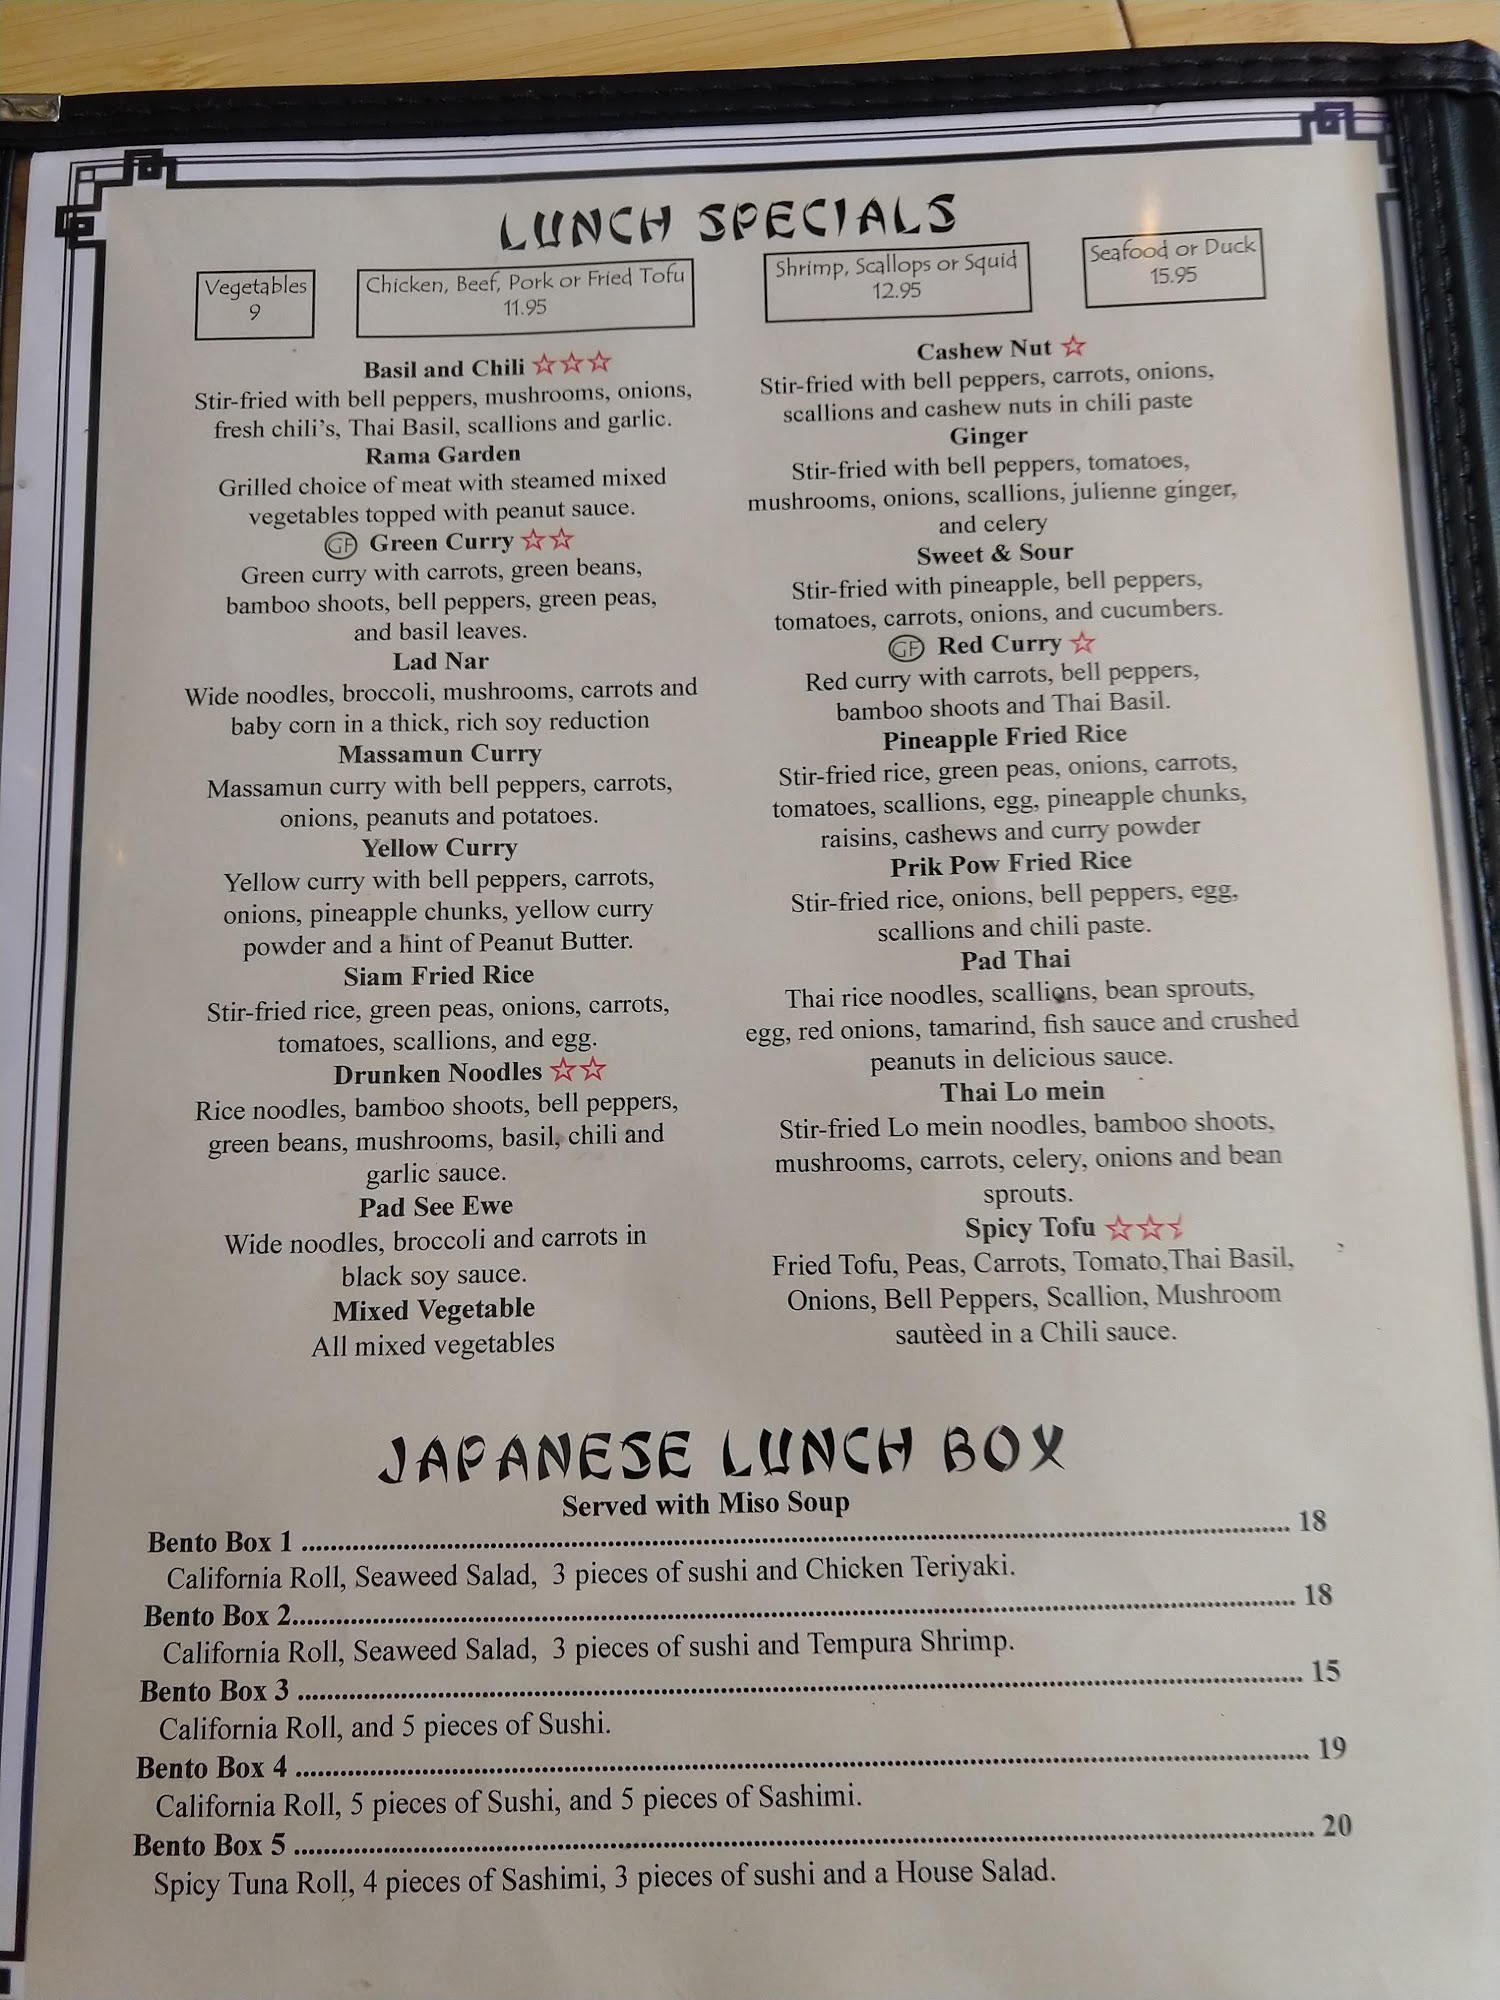 LUNCH SPECIALS
Vegetables
9
Chicken, Beef, Pork or Fried Tofu
11.95
Shrimp, Scallops or Squid
12.95
Seafood or Duck
15.95
Basil and Chili
Stir-fried with bell peppers, mushrooms, onions,
fresh chili's, Thai Basil, scallions and garlic.
Rama Garden
Grilled choice of meat with steamed mixed
vegetables topped with peanut sauce.
GF Green Curry
Green curry with carrots, green beans,
bamboo shoots, bell peppers, green peas,
and basil leaves.
Lad Nar
Wide noodles, broccoli, mushrooms, carrots and
baby corn in a thick, rich soy reduction
Massamun Curry
Massamun curry with bell peppers, carrots,
onions, peanuts and potatoes.
Yellow Curry
Yellow curry with bell peppers, carrots,
onions, pineapple chunks, yellow curry
powder and a hint of Peanut Butter.
Siam Fried Rice
Stir-fried rice, green peas, onions, carrots,
tomatoes, scallions, and egg.
Drunken Noodles
Rice noodles, bamboo shoots, bell peppers,
green beans, mushrooms, basil, chili and
garlic sauce.
Pad See Ewe
Wide noodles, broccoli and carrots in
black soy sauce.
Mixed Vegetable
All mixed vegetables
Cashew Nut
Stir-fried with bell peppers, carrots, onions,
scallions and cashew nuts in chili paste
Ginger
Stir-fried with bell peppers, tomatoes,
mushrooms, onions, scallions, julienne ginger,
and celery
Sweet & Sour
Stir-fried with pineapple, bell peppers,
tomatoes, carrots, onions, and cucumbers.
GF Red Curry
Red curry with carrots, bell peppers,
bamboo shoots and Thai Basil.
Pineapple Fried Rice
Stir-fried rice, green peas, onions, carrots,
tomatoes, scallions, egg, pineapple chunks,
raisins, cashews and curry powder
Prik Pow Fried Rice
Stir-fried rice, onions, bell peppers, egg,
scallions and chili paste.
Pad Thai
Thai rice noodles, scallions, bean sprouts,
egg, red onions, tamarind, fish sauce and crushed
peanuts in delicious sauce.
Thai Lo mein
Stir-fried Lo mein noodles, bamboo shoots,
mushrooms, carrots, celery, onions and bean
sprouts.
Spicy Tofu
Fried Tofu, Peas, Carrots, Tomato,Thai Basil,
Onions, Bell Peppers, Scallion, Mushroom
sautèed in a Chili sauce.
JAPANESE LUNCH BOX
Served with Miso Soup
Bento Box 1 ........ 18
California Roll, Seaweed Salad, 3 pieces of sushi and Chicken Teriyaki.
Bento Box 2........ 18
California Roll, Seaweed Salad, 3 pieces of sushi and Tempura Shrimp.
Bento Box 3 ........ 15
California Roll, and 5 pieces of Sushi.
Bento Box 4 ........ 19
California Roll, 5 pieces of Sushi, and 5 pieces of Sashimi.
Bento Box 5 ........ 20
Spicy Tuna Roll, 4 pieces of Sashimi, 3 pieces of sushi and a House Salad.